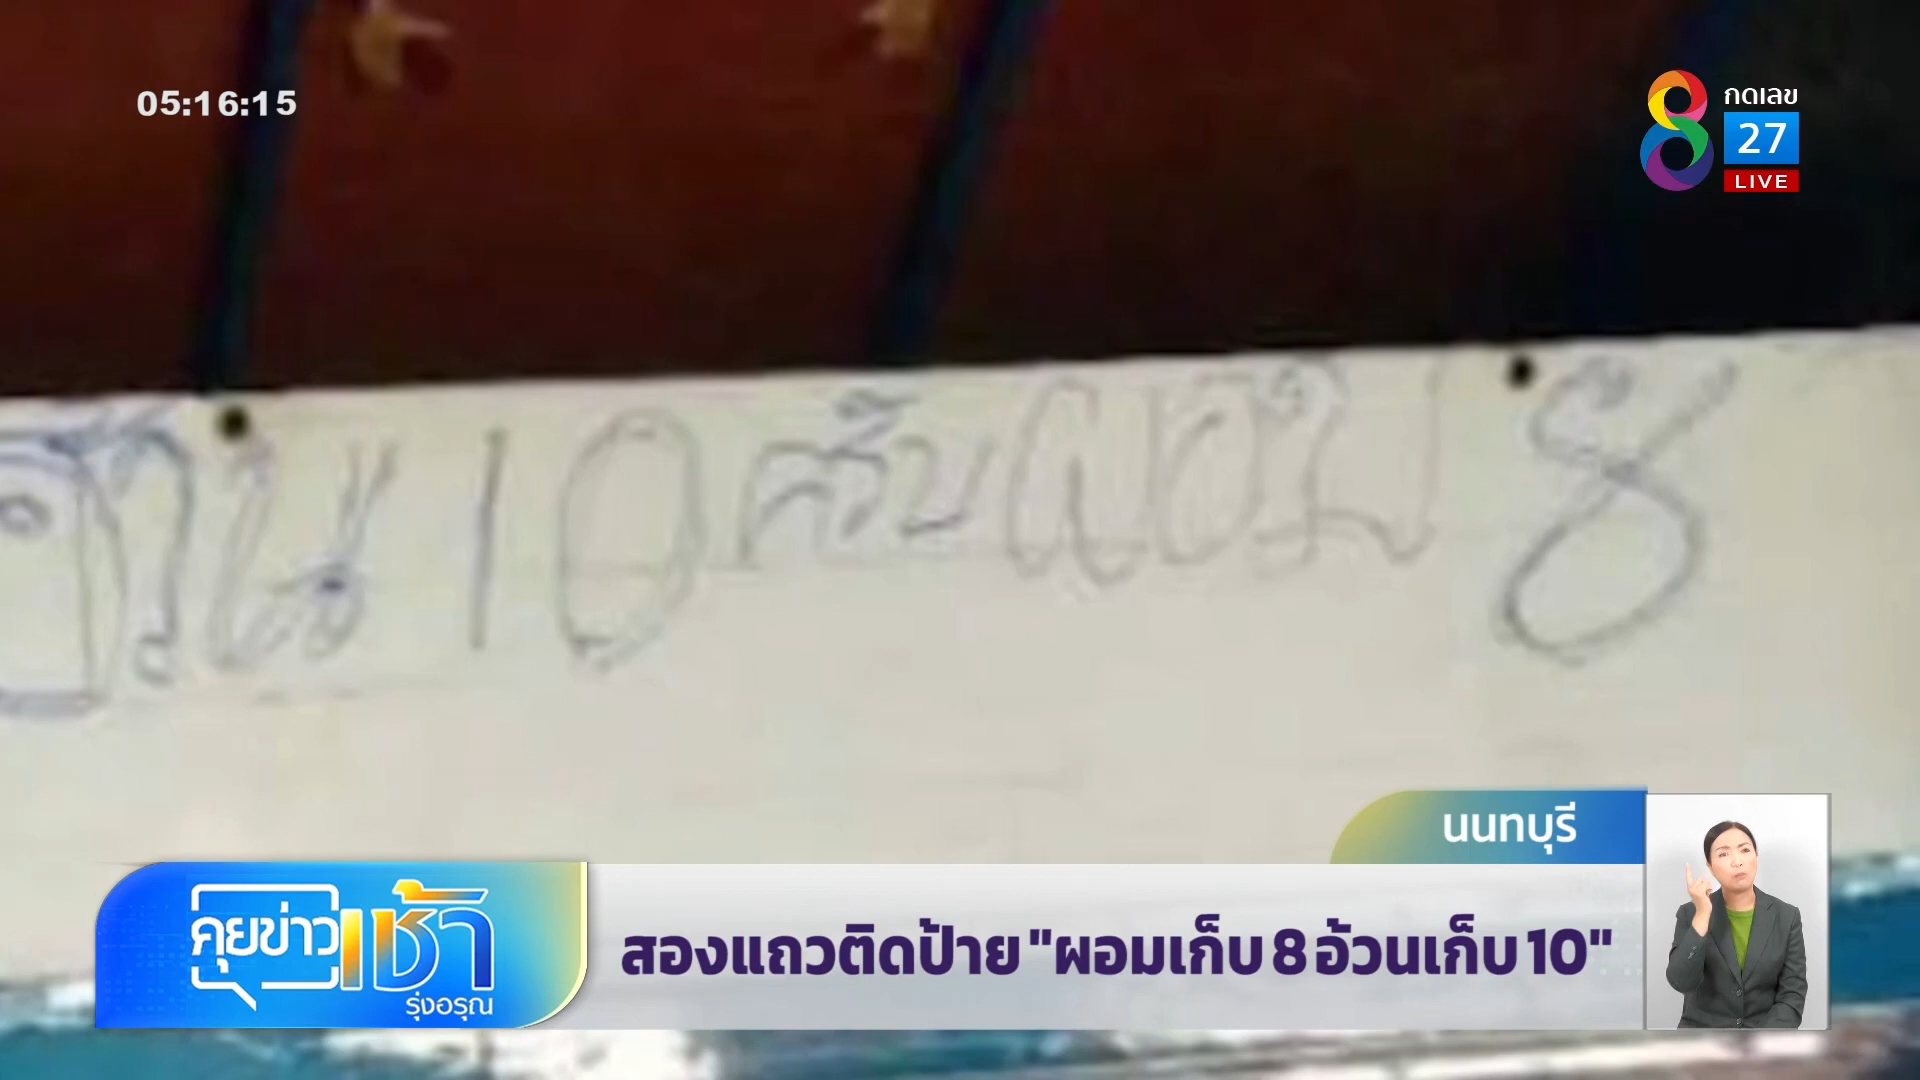 05:16:15
กดเลข
27
LIVE
อ้วน 10 ครับ ผอม 8
นนทบุรี
คุยข่าวเช้า
รุ่งอรุณ
สองแถวติดป้าย "ผอมเก็บ 8 อ้วนเก็บ 10"